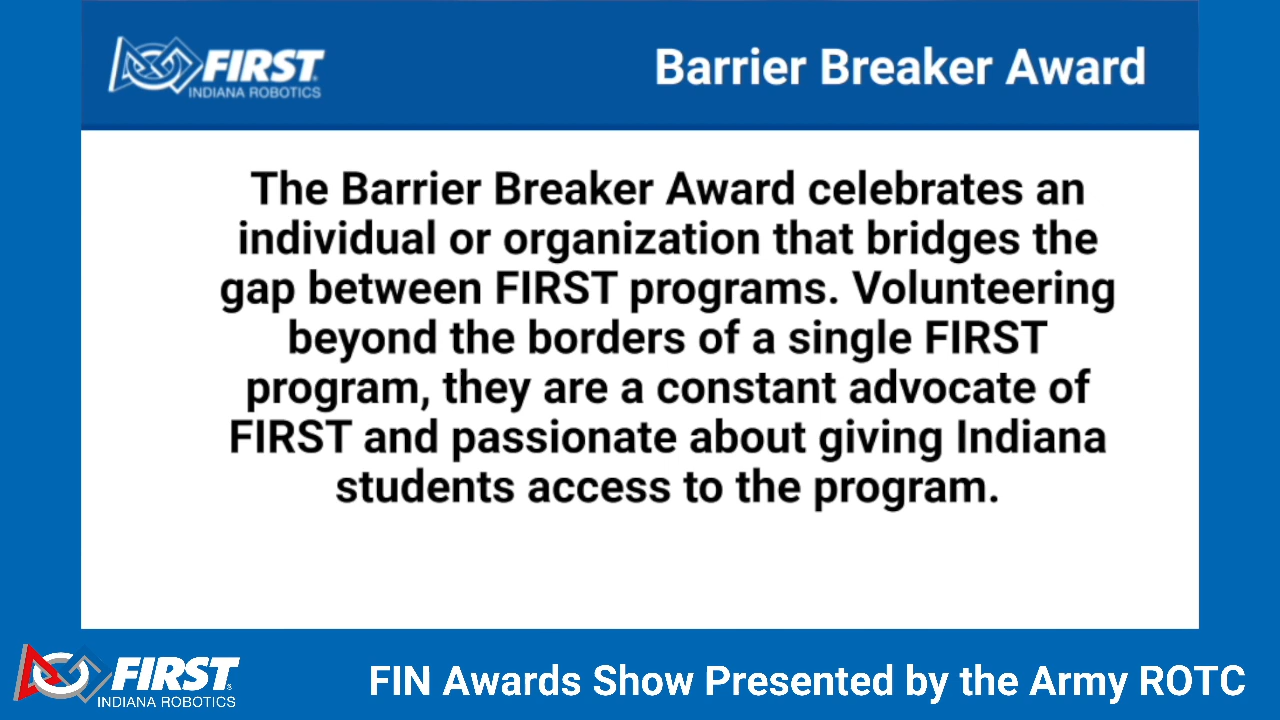 FIRST
INDIANA ROBOTICS
Barrier Breaker Award
The Barrier Breaker Award celebrates an
individual or organization that bridges the
gap between FIRST programs. Volunteering
beyond the borders of a single FIRST
program, they are a constant advocate of
FIRST and passionate about giving Indiana
students access to the program.
FIRST
INDIANA ROBOTICS
FIN Awards Show Presented by the Army ROTC